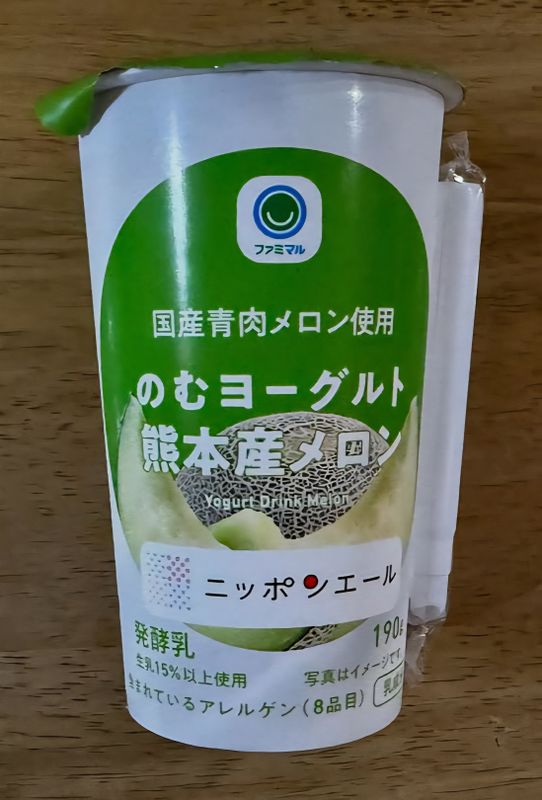 ファミマル
国産青肉メロン使用
のむヨーグルト
熊本産メロン
Yogurt Drink Melon
ニッポンエール
発酵乳 190g
生乳15%以上使用 写真はイメージです。
含まれているアレルゲン(8品目)